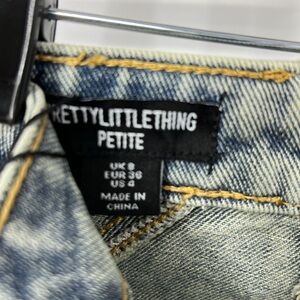 RETTYLITTLETHING
PETITE
UK 8
EUR 36
US 4
MADE IN
CHINA